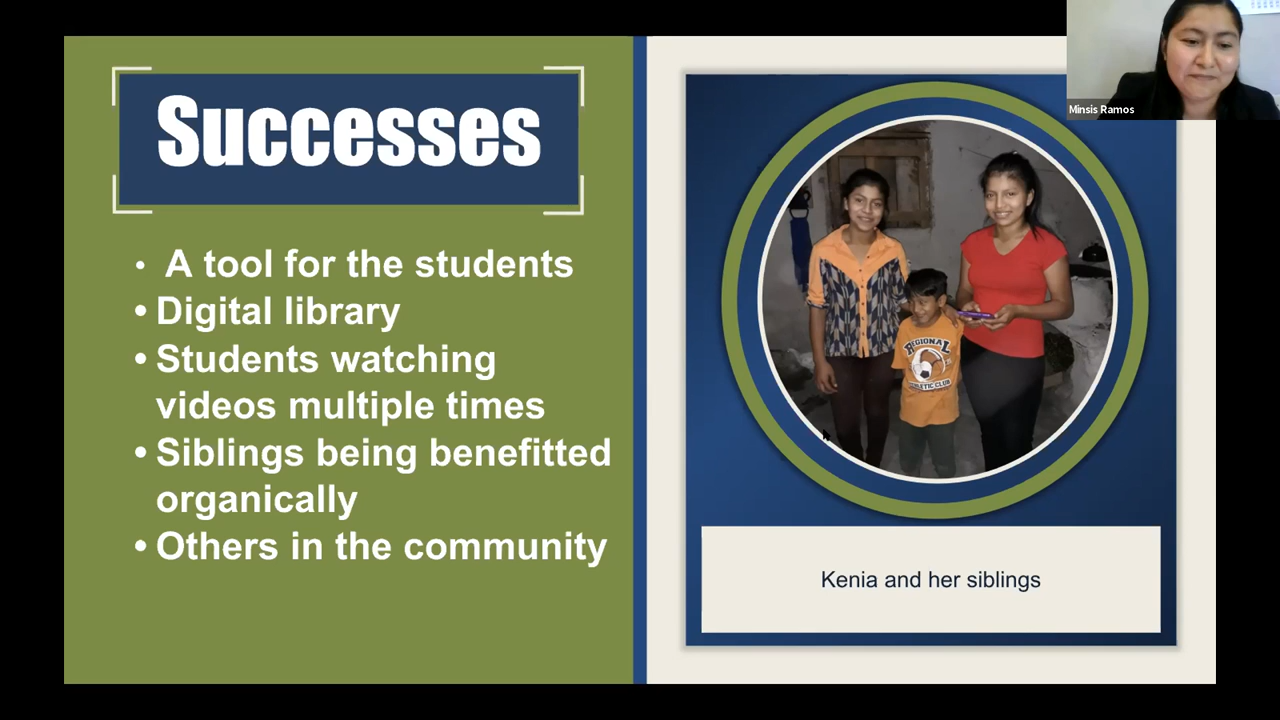 Successes
• A tool for the students
• Digital library
• Students watching
videos multiple times
• Siblings being benefitted
organically
• Others in the community
Minsis Ramos
REGIONAL
ATHLETIC CLUB
Kenia and her siblings